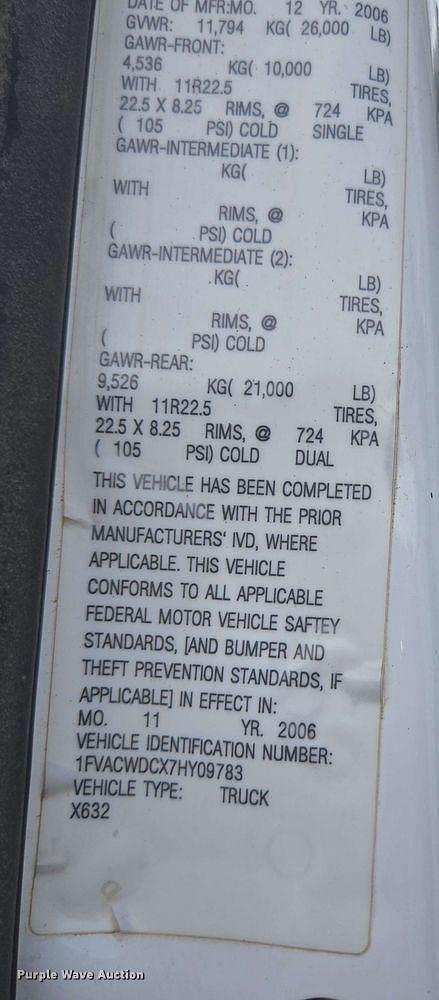 DATE OF MFR:MO. 12 YR. 2006
GVWR: 11,794 KG( 26,000 LB)
GAWR-FRONT:
4,536 KG( 10,000 LB)
WITH 11R22.5 TIRES,
22.5 X 8.25 RIMS, @ 724 KPA
( 105 PSI) COLD SINGLE
GAWR-INTERMEDIATE (1):
KG( LB)
WITH TIRES,
RIMS, @ KPA
( PSI) COLD
GAWR-INTERMEDIATE (2):
KG( LB)
WITH TIRES,
RIMS, @ KPA
( PSI) COLD
GAWR-REAR:
9,526 KG( 21,000 LB)
WITH 11R22.5 TIRES,
22.5 X 8.25 RIMS, @ 724 KPA
( 105 PSI) COLD DUAL
THIS VEHICLE HAS BEEN COMPLETED
IN ACCORDANCE WITH THE PRIOR
MANUFACTURERS' IVD, WHERE
APPLICABLE. THIS VEHICLE
CONFORMS TO ALL APPLICABLE
FEDERAL MOTOR VEHICLE SAFTEY
STANDARDS, [AND BUMPER AND
THEFT PREVENTION STANDARDS, IF
APPLICABLE] IN EFFECT IN:
MO. 11 YR. 2006
VEHICLE IDENTIFICATION NUMBER:
1FVACWDCX7HY09783
VEHICLE TYPE: TRUCK
X632
Purple Wave Auction